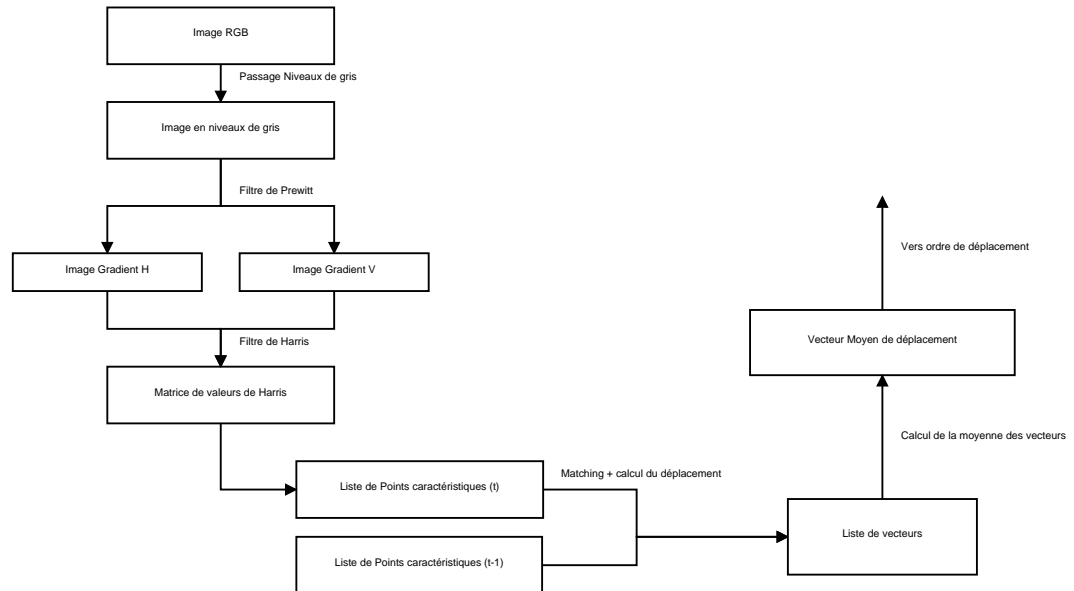 Image RGB
Passage Niveaux de gris
Image en niveaux de gris
Filtre de Prewitt
Image Gradient H
Image Gradient V
Filtre de Harris
Matrice de valeurs de Harris
Liste de Points caractéristiques (t)
Matching + calcul du déplacement
Liste de Points caractéristiques (t-1)
Liste de vecteurs
Calcul de la moyenne des vecteurs
Vecteur Moyen de déplacement
Vers ordre de déplacement